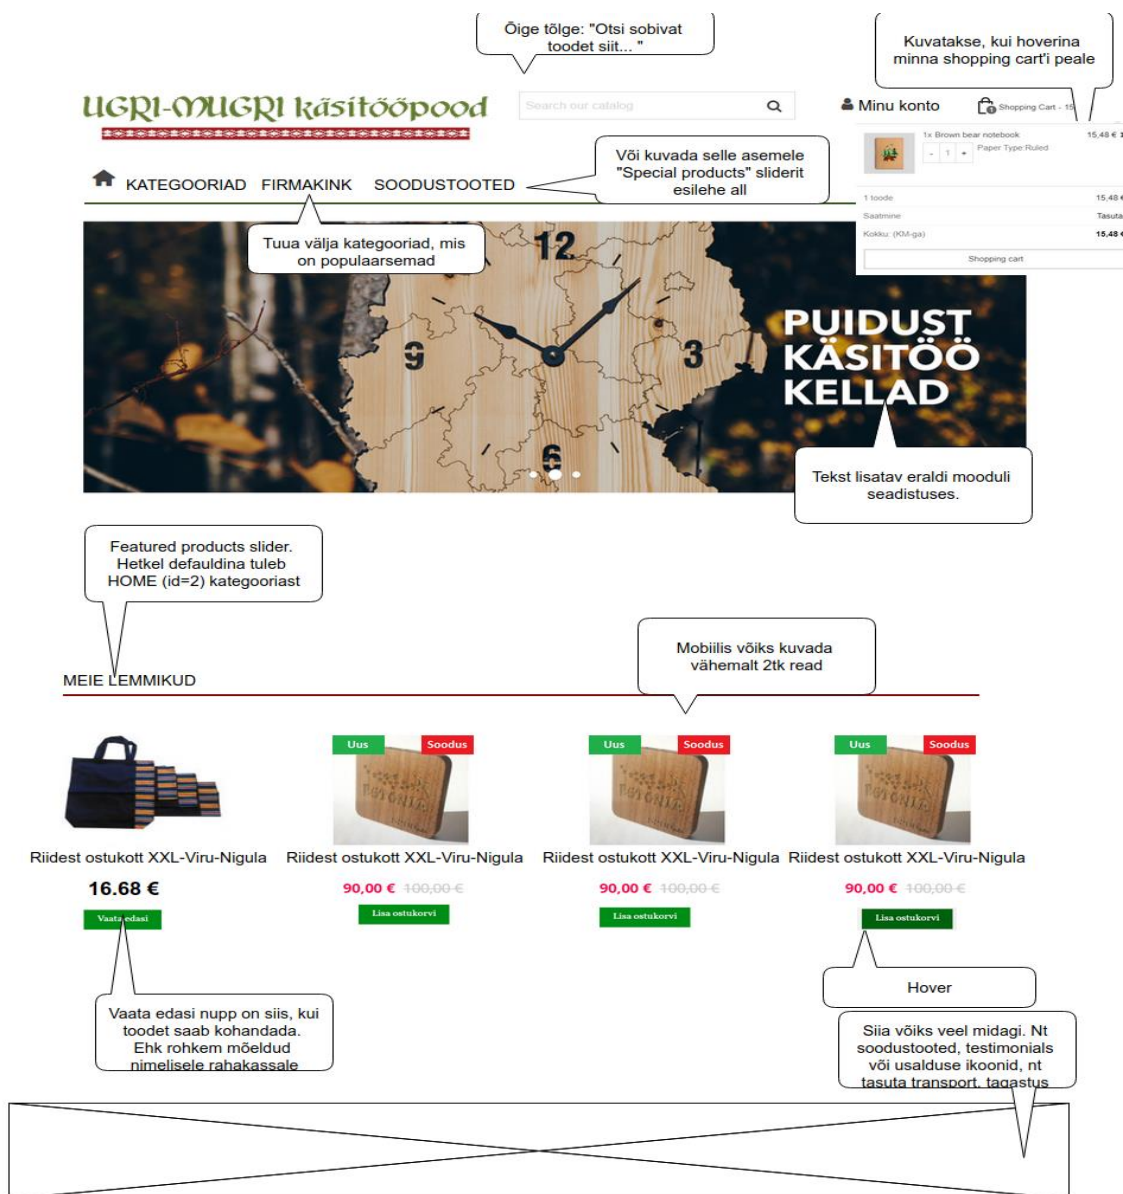 Õige tõlge: "Otsi sobivat
toodet siit... "
Kuvatakse, kui hoverina
minna shopping cart'i peale
UGRI-MUGRI käsitööpood
Search our catalog
Minu konto
Shopping Cart - 15
1x Brown bear notebook
15,48 €
- 1 +
Paper Type:Ruled
1 toode
15,48 €
Saatmine
Tasuta
Kokku: (KM-ga)
15,48 €
Shopping cart
Või kuvada selle asemele
"Special products" sliderit
esilehe all
KATEGOORIAD FIRMAKINK SOODUSTOOTED
Tuua välja kategooriad, mis
on populaarsemad
12
9
3
6
PUIDUST
KÄSITÖÖ
KELLAD
Tekst lisatav eraldi mooduli
seadistuses.
Featured products slider.
Hetkel defauldina tuleb
HOME (id=2) kategooriast
Mobiilis võiks kuvada
vähemalt 2tk read
MEIE LEMMIKUD
Uus Soodus
Uus Soodus
Uus Soodus
Riidest ostukott XXL-Viru-Nigula
Riidest ostukott XXL-Viru-Nigula
Riidest ostukott XXL-Viru-Nigula
Riidest ostukott XXL-Viru-Nigula
16.68 €
90,00 € 100,00 €
90,00 € 100,00 €
90,00 € 100,00 €
Vaata edasi
Lisa ostukorvi
Lisa ostukorvi
Lisa ostukorvi
Vaata edasi nupp on siis, kui
toodet saab kohandada.
Ehk rohkem mõeldud
nimelisele rahakassale
Hover
Siia võiks veel midagi. Nt
soodustooted, testimonials
või usalduse ikoonid, nt
tasuta transport, tagastus